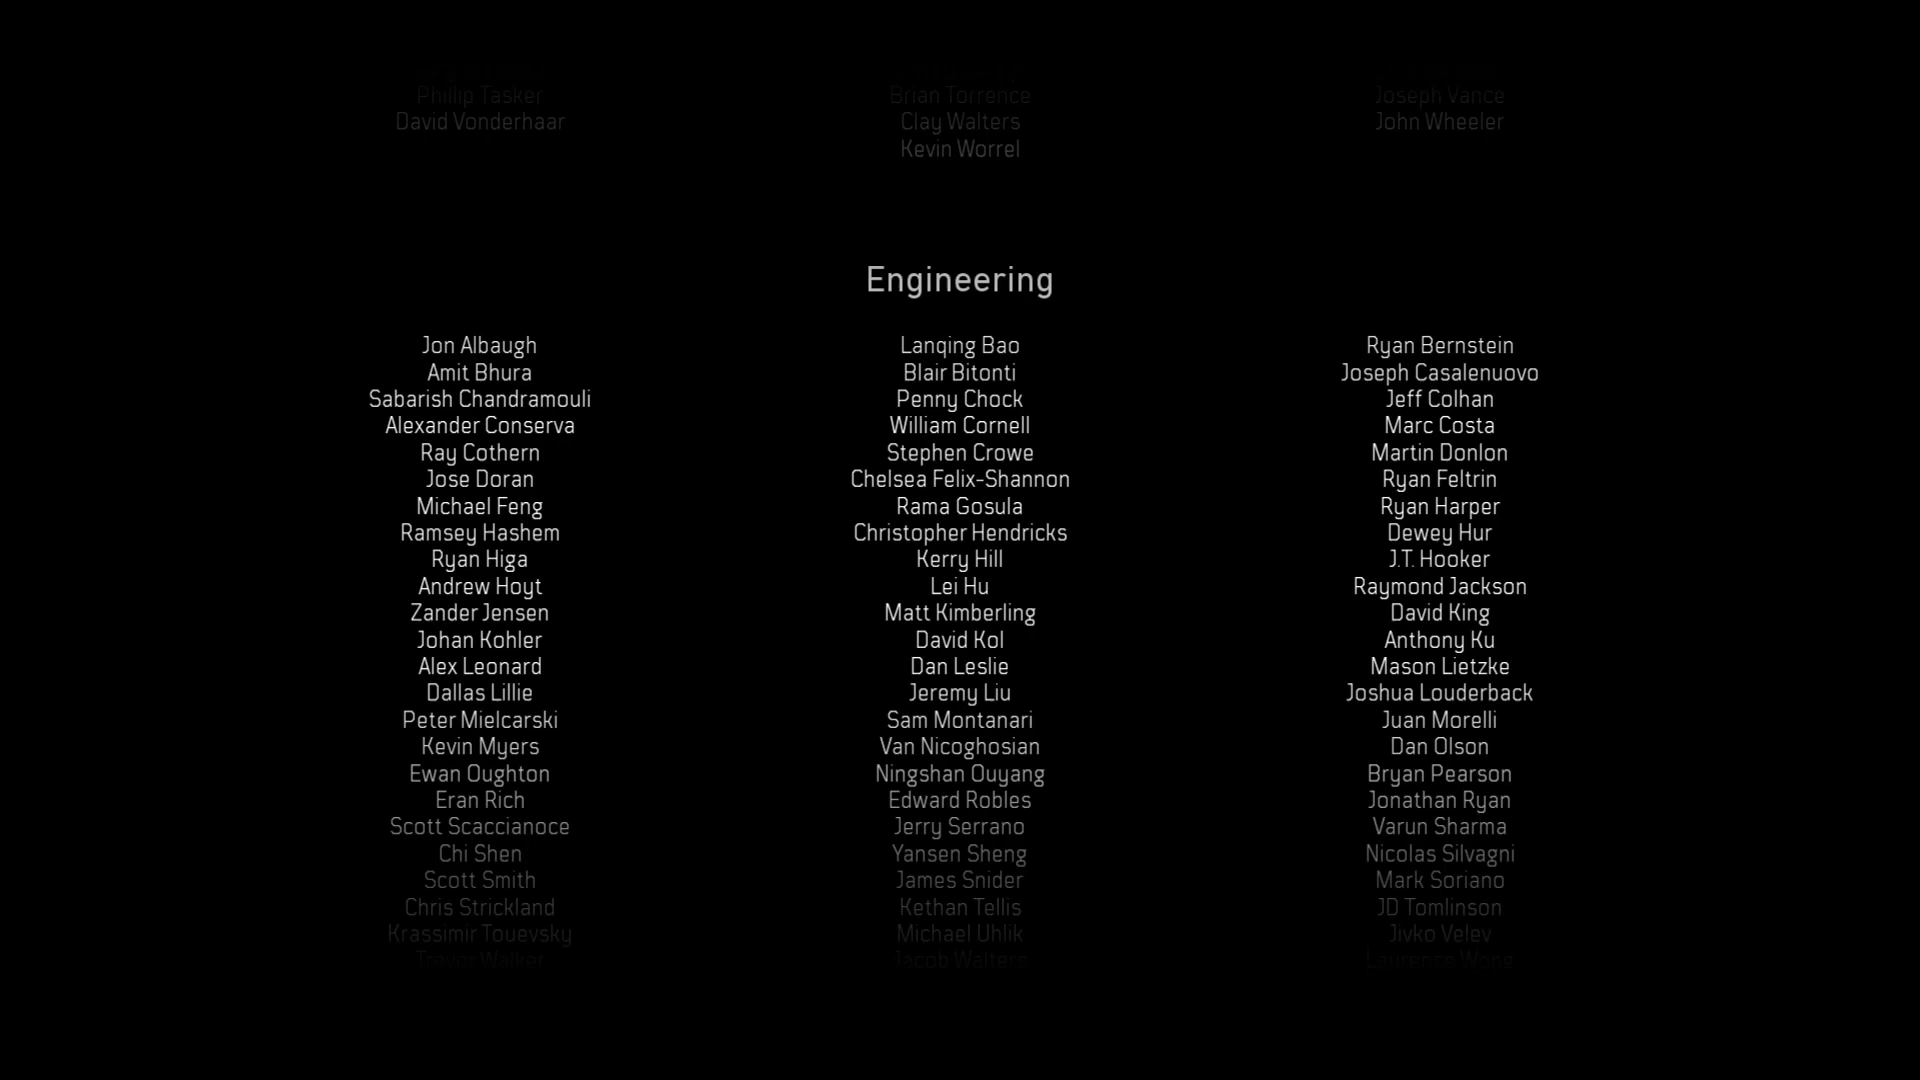 Phillip Tasker Brian Torrence Joseph Vance
David Vonderhaar Clay Walters John Wheeler
Kevin Worrel
Engineering
Jon Albaugh Lanqing Bao Ryan Bernstein
Amit Bhura Blair Bitonti Joseph Casalenuovo
Sabarish Chandramouli Penny Chock Jeff Colhan
Alexander Conserva William Cornell Marc Costa
Ray Cothern Stephen Crowe Martin Donlon
Jose Doran Chelsea Felix-Shannon Ryan Feltrin
Michael Feng Rama Gosula Ryan Harper
Ramsey Hashem Christopher Hendricks Dewey Hur
Ryan Higa Kerry Hill J.T. Hooker
Andrew Hoyt Lei Hu Raymond Jackson
Zander Jensen Matt Kimberling David King
Johan Kohler David Kol Anthony Ku
Alex Leonard Dan Leslie Mason Lietzke
Dallas Lillie Jeremy Liu Joshua Louderback
Peter Mielcarski Sam Montanari Juan Morelli
Kevin Myers Van Nicoghosian Dan Olson
Ewan Oughton Ningshan Ouyang Bryan Pearson
Eran Rich Edward Robles Jonathan Ryan
Scott Scaccianoce Jerry Serrano Varun Sharma
Chi Shen Yansen Sheng Nicolas Silvagni
Scott Smith James Snider Mark Soriano
Chris Strickland Kethan Tellis JD Tomlinson
Krassimir Touevsky Michael Uhlik Jivko Velev
Trevor Walker Jacob Walters Laurence Wong